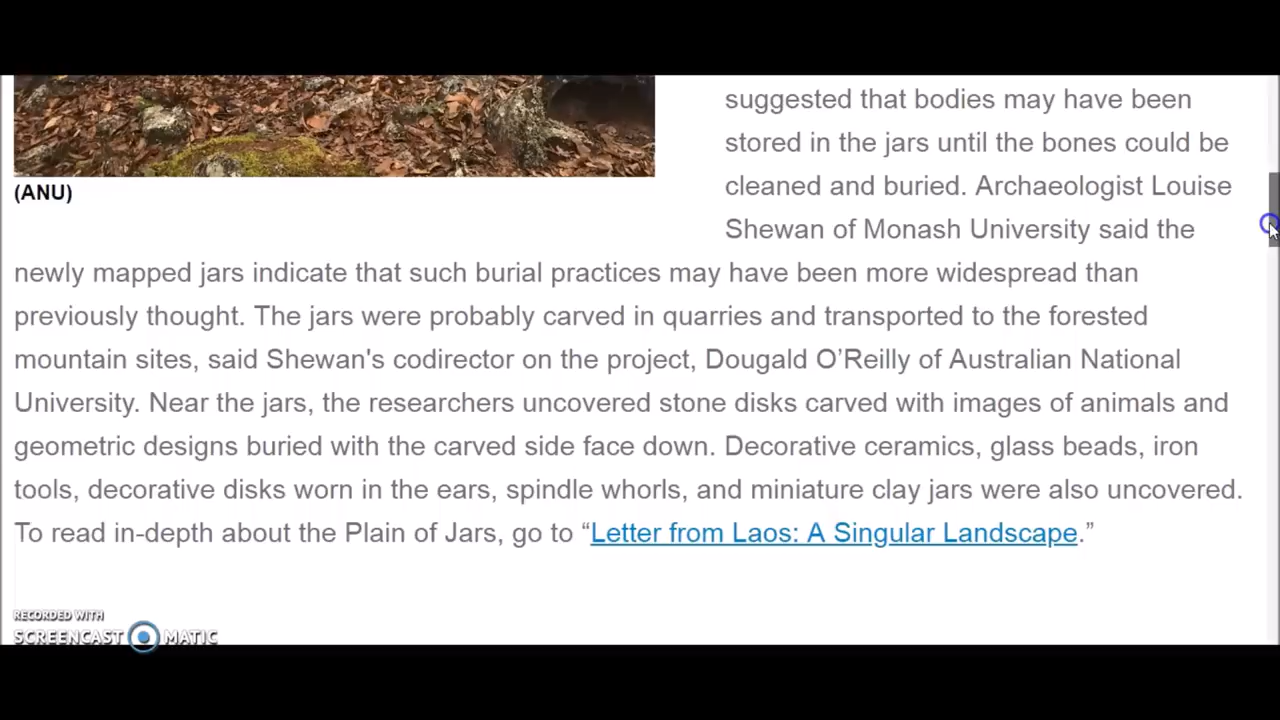 suggested that bodies may have been
stored in the jars until the bones could be
cleaned and buried. Archaeologist Louise
(ANU)
Shewan of Monash University said the
newly mapped jars indicate that such burial practices may have been more widespread than
previously thought. The jars were probably carved in quarries and transported to the forested
mountain sites, said Shewan's codirector on the project, Dougald O’Reilly of Australian National
University. Near the jars, the researchers uncovered stone disks carved with images of animals and
geometric designs buried with the carved side face down. Decorative ceramics, glass beads, iron
tools, decorative disks worn in the ears, spindle whorls, and miniature clay jars were also uncovered.
To read in-depth about the Plain of Jars, go to “Letter from Laos: A Singular Landscape.”
RECORDED WITH
SCREENCAST MATIC